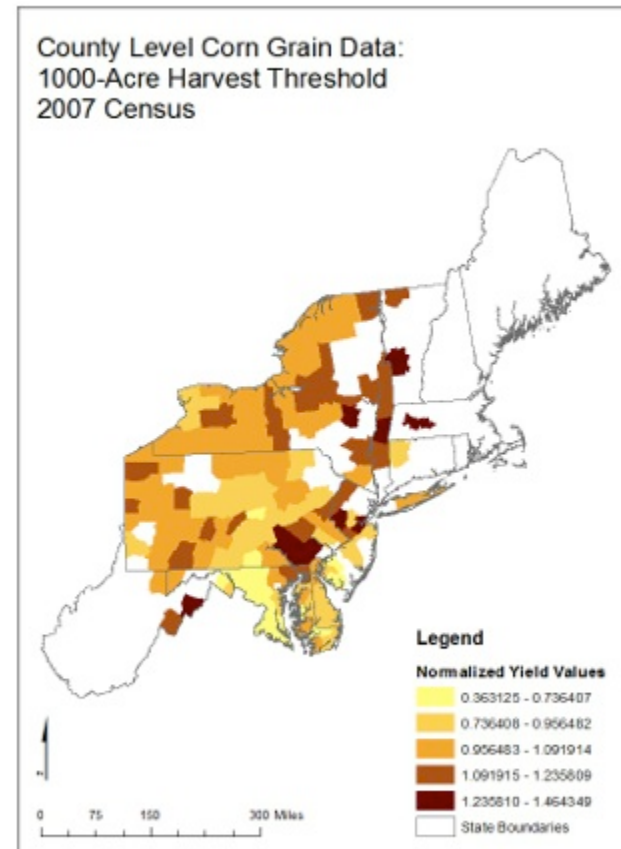 County Level Corn Grain Data:
1000-Acre Harvest Threshold
2007 Census
Legend
Normalized Yield Values
0.363125 - 0.736407
0.736408 - 0.956482
0.956483 - 1.091914
1.091915 - 1.235809
1.235810 - 1.464349
State Boundaries
0 75 150 300 Miles